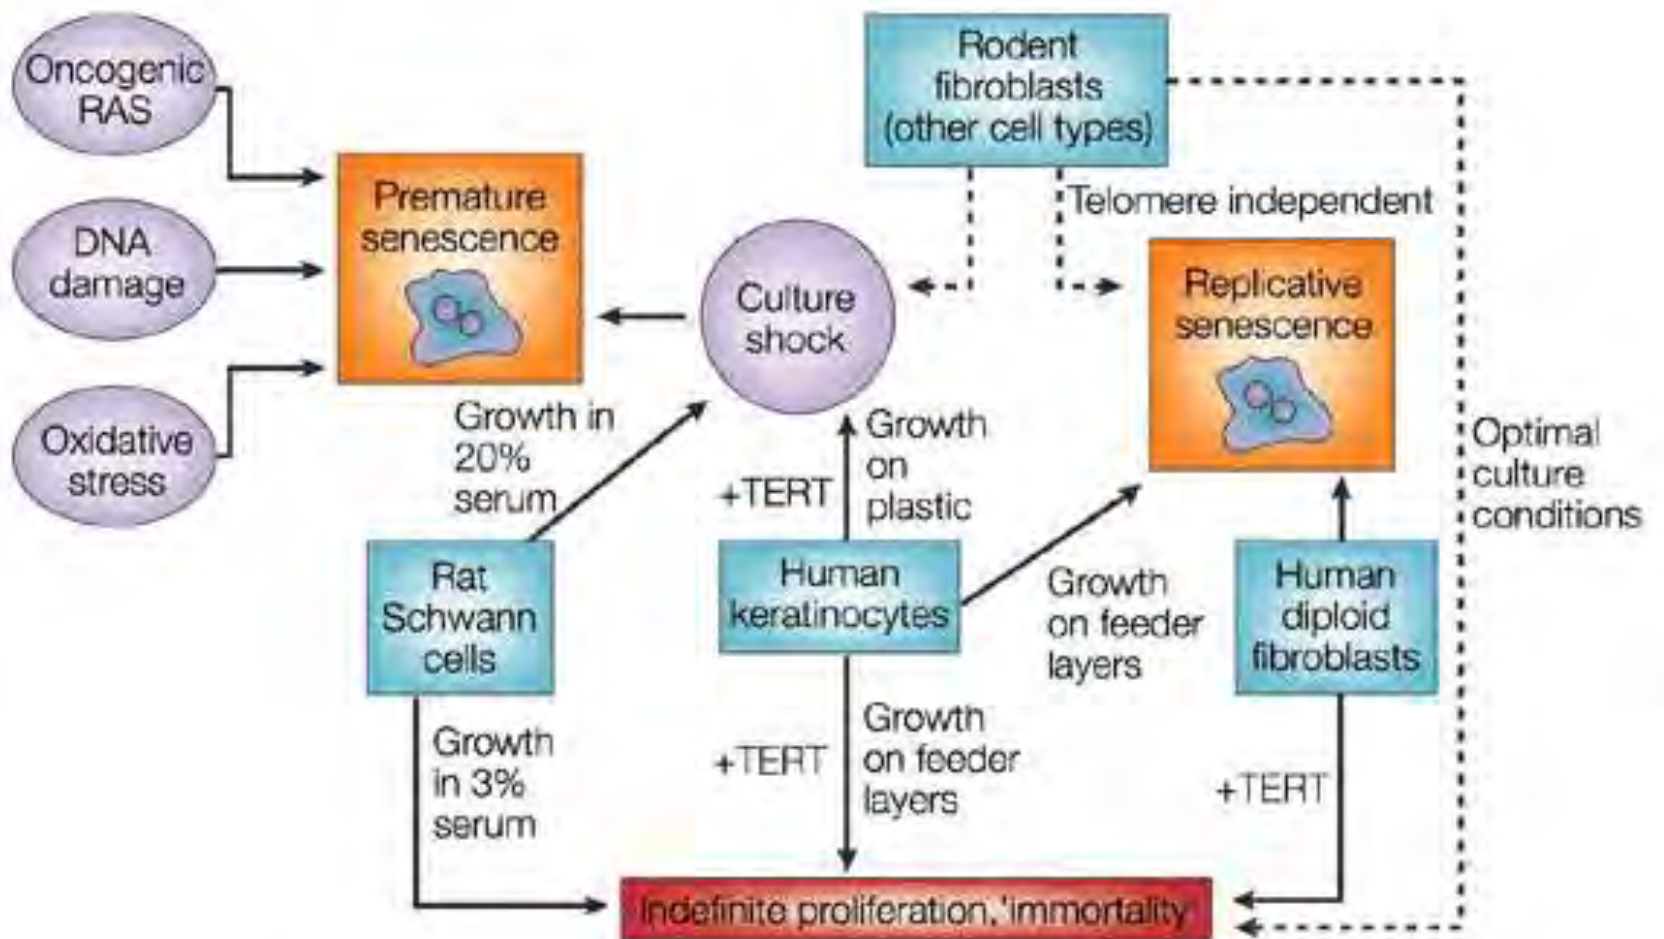 Oncogenic
RAS
DNA
damage
Oxidative
stress
Premature
senescence
Culture
shock
Rodent
fibroblasts
(other cell types)
Telomere independent
Replicative
senescence
Optimal
culture
conditions
Growth in
20%
serum
+TERT
Growth
on
plastic
Rat
Schwann
cells
Human
keratinocytes
Growth
on feeder
layers
Human
diploid
fibroblasts
Growth
in 3%
serum
+TERT
Growth
on feeder
layers
+TERT
Indefinite proliferation,'immortality'